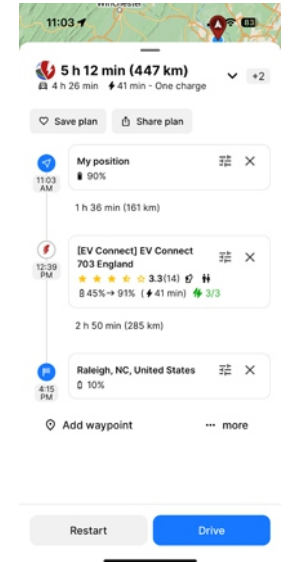 Winchester
11:03
83
5 h 12 min (447 km)
4 h 26 min 41 min - One charge
+2
Save plan
Share plan
11:03 AM
My position
90%
1 h 36 min (161 km)
12:39 PM
[EV Connect] EV Connect
703 England
3.3(14)
45%→ 91% ( 41 min) 3/3
2 h 50 min (285 km)
4:15 PM
Raleigh, NC, United States
10%
Add waypoint
... more
Restart
Drive